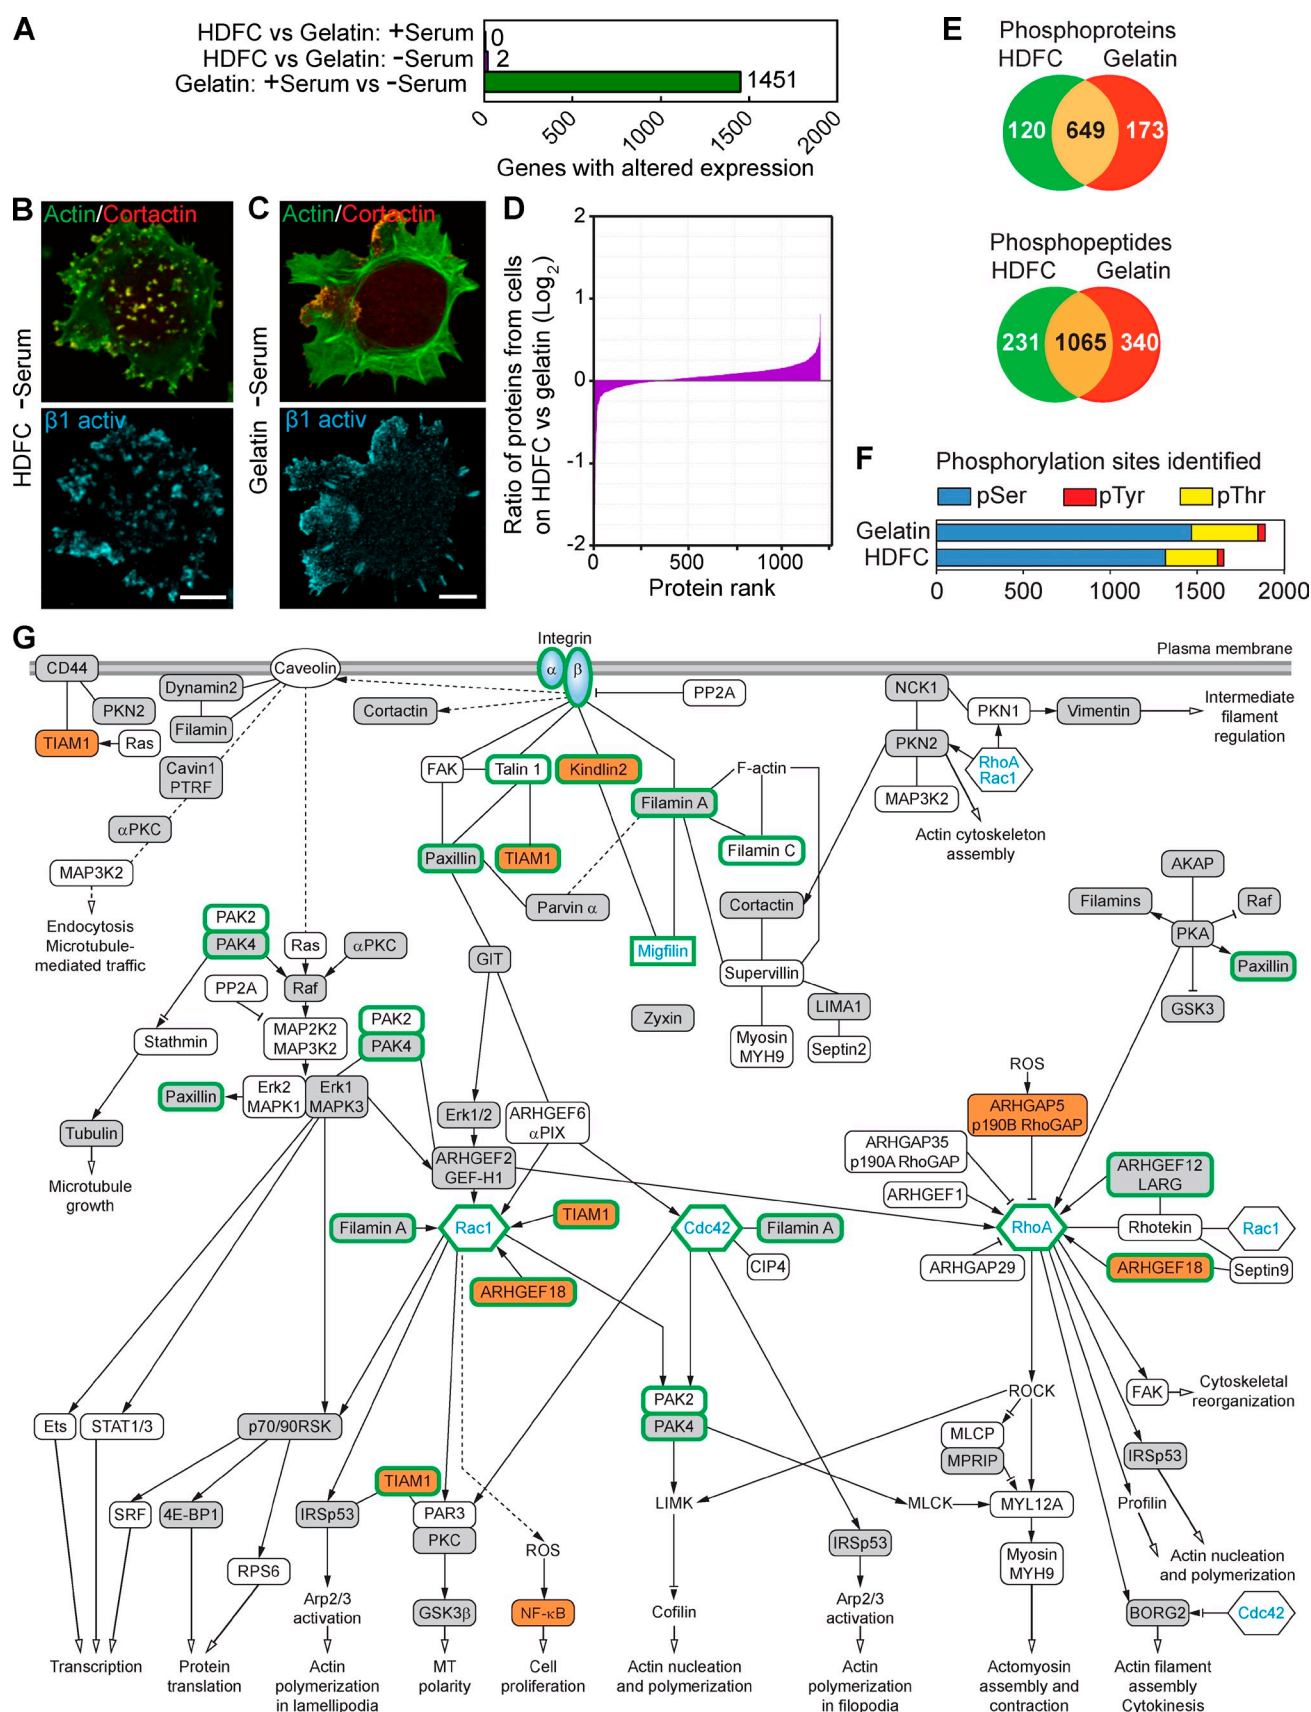 A
HDFC vs Gelatin: +Serum
HDFC vs Gelatin: -Serum
Gelatin: +Serum vs -Serum
0
2
1451
0
500
1000
1500
2000
Genes with altered expression
B
Actin/Cortactin
HDFC -Serum
β1 activ
C
Actin/Cortactin
Gelatin -Serum
β1 activ
D
Ratio of proteins from cells
on HDFC vs gelatin (Log2)
2
1
0
-1
-2
0
500
1000
Protein rank
E
Phosphoproteins
HDFC Gelatin
120 649 173
Phosphopeptides
HDFC Gelatin
231 1065 340
F
Phosphorylation sites identified
pSer pTyr pThr
Gelatin
HDFC
0 500 1000 1500 2000
G
Integrin
Plasma membrane
CD44
Caveolin
α
β
Dynamin2
PKN2
Filamin
TIAM1
Ras
Cavin1
PTRF
αPKC
MAP3K2
Endocytosis
Microtubule-
mediated traffic
Cortactin
PP2A
FAK
Talin 1
Kindlin2
F-actin
Filamin A
Filamin C
Paxillin
TIAM1
Parvin α
Cortactin
Migfilin
GIT
Supervillin
LIMA1
Zyxin
Myosin
MYH9
Septin2
NCK1
PKN1
Vimentin
Intermediate
filament
regulation
PKN2
RhoA
Rac1
MAP3K2
Actin cytoskeleton
assembly
AKAP
Filamins
Raf
PKA
Paxillin
GSK3
PAK2
PAK4
Ras
αPKC
PP2A
Raf
Stathmin
MAP2K2
MAP3K2
PAK2
PAK4
Paxillin
Erk2
MAPK1
Erk1
MAPK3
Tubulin
Microtubule
growth
Erk1/2
ARHGEF6
αPIX
ARHGEF2
GEF-H1
ROS
ARHGAP5
p190B RhoGAP
ARHGAP35
p190A RhoGAP
ARHGEF1
ARHGEF12
LARG
Filamin A
Rac1
TIAM1
Cdc42
Filamin A
CIP4
RhoA
Rhotekin
Rac1
ARHGAP29
ARHGEF18
Septin9
ARHGEF18
PAK2
PAK4
ROCK
FAK
Cytoskeletal
reorganization
Ets
STAT1/3
p70/90RSK
MLCP
MPRIP
IRSp53
TIAM1
SRF
4E-BP1
IRSp53
PAR3
PKC
LIMK
MLCK
MYL12A
Profilin
RPS6
ROS
IRSp53
Myosin
MYH9
Actin nucleation
and polymerization
Arp2/3
activation
GSK3β
NF-κB
Cofilin
Arp2/3
activation
BORG2
Cdc42
Transcription
Protein
translation
Actin
polymerization
in lamellipodia
MT
polarity
Cell
proliferation
Actin nucleation
and polymerization
Actin
polymerization
in filopodia
Actomyosin
assembly and
contraction
Actin filament
assembly
Cytokinesis